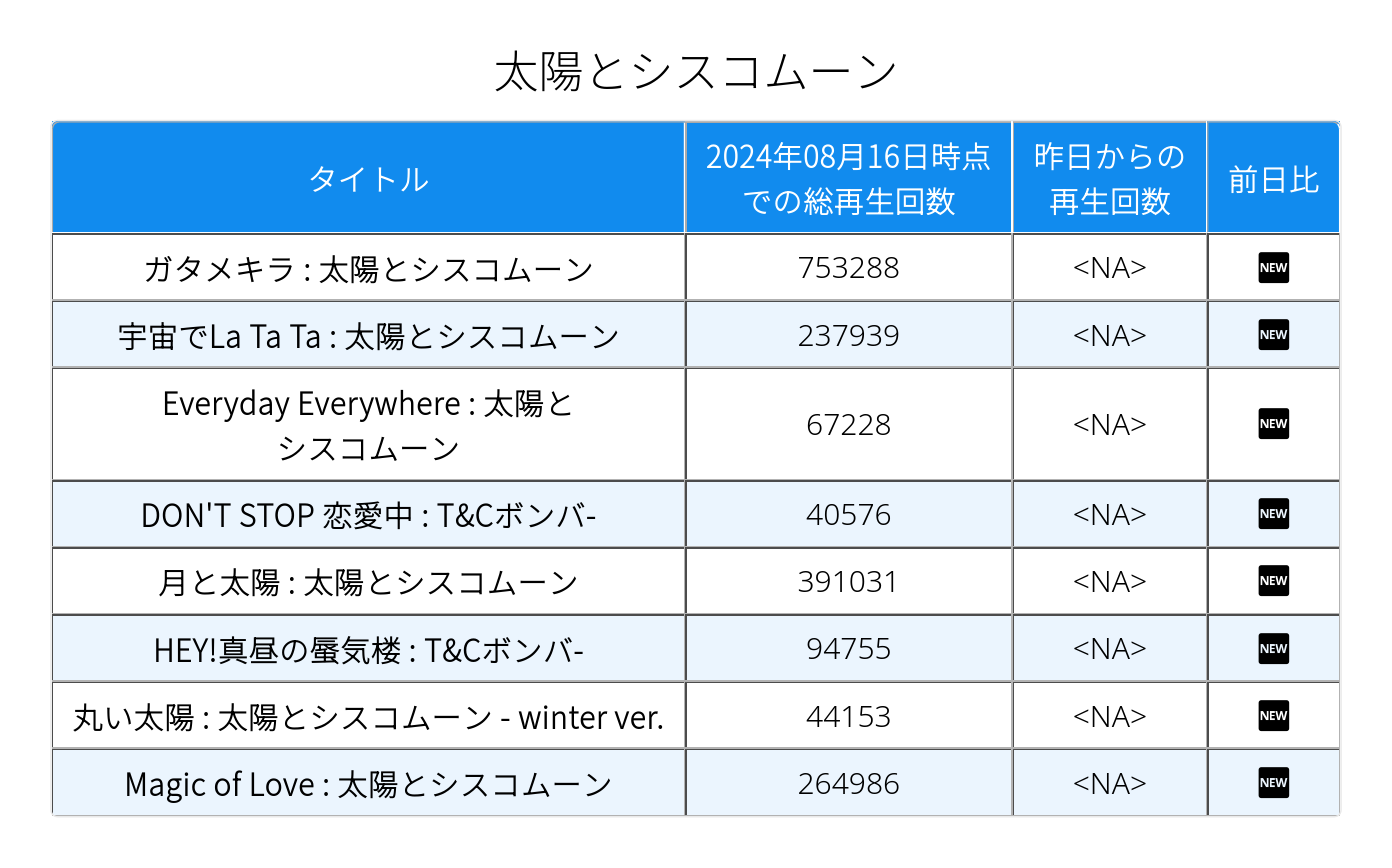 太陽とシスコムーン
タイトル
2024年08月16日時点
での総再生回数
昨日からの
再生回数
前日比
ガタメキラ : 太陽とシスコムーン
753288
<NA>
NEW
宇宙でLa Ta Ta : 太陽とシスコムーン
237939
<NA>
NEW
Everyday Everywhere : 太陽と
シスコムーン
67228
<NA>
NEW
DON'T STOP 恋愛中 : T&Cボンバ-
40576
<NA>
NEW
月と太陽 : 太陽とシスコムーン
391031
<NA>
NEW
HEY!真昼の蜃気楼 : T&Cボンバ-
94755
<NA>
NEW
丸い太陽 : 太陽とシスコムーン - winter ver.
44153
<NA>
NEW
Magic of Love : 太陽とシスコムーン
264986
<NA>
NEW